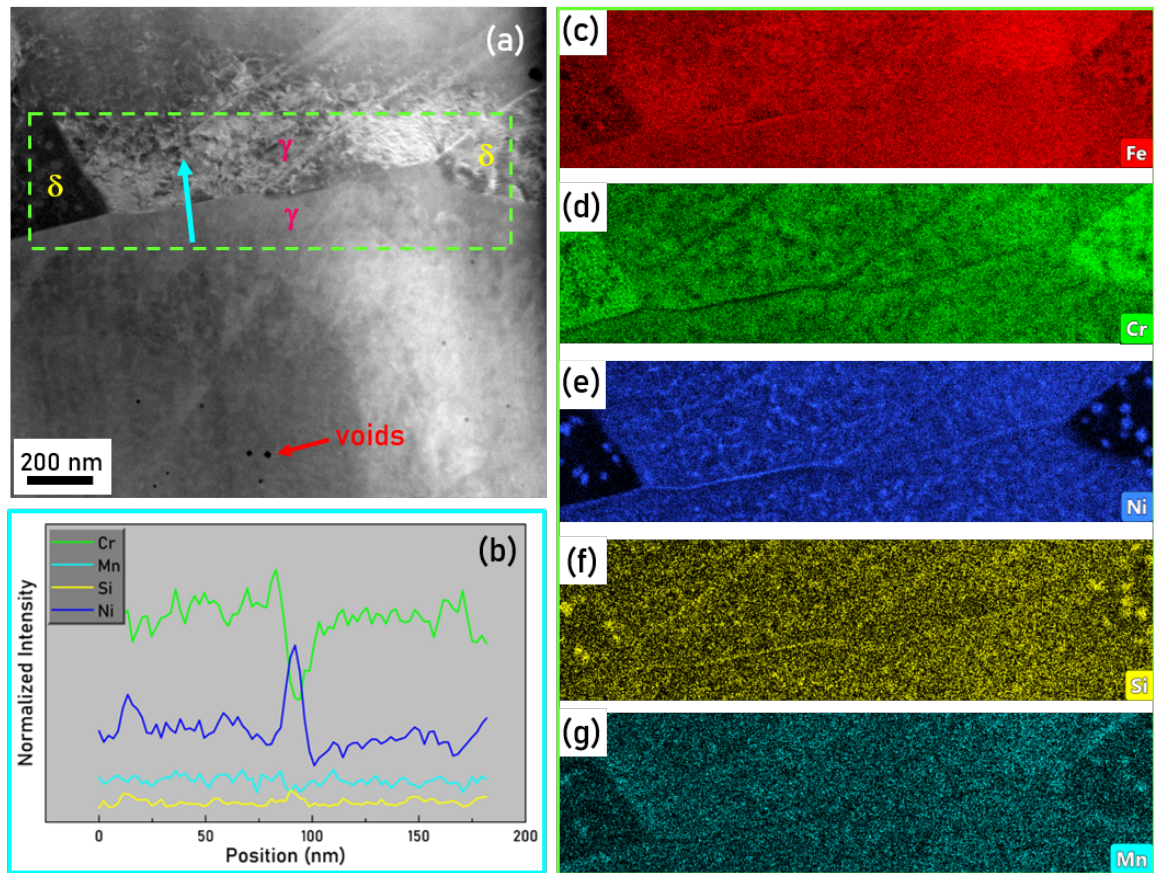 (a)
γ
δ
δ
γ
voids
200 nm
(b)
Cr
Mn
Si
Ni
Normalized Intensity
0
50
100
150
200
Position (nm)
(c)
Fe
(d)
Cr
(e)
Ni
(f)
Si
(g)
Mn